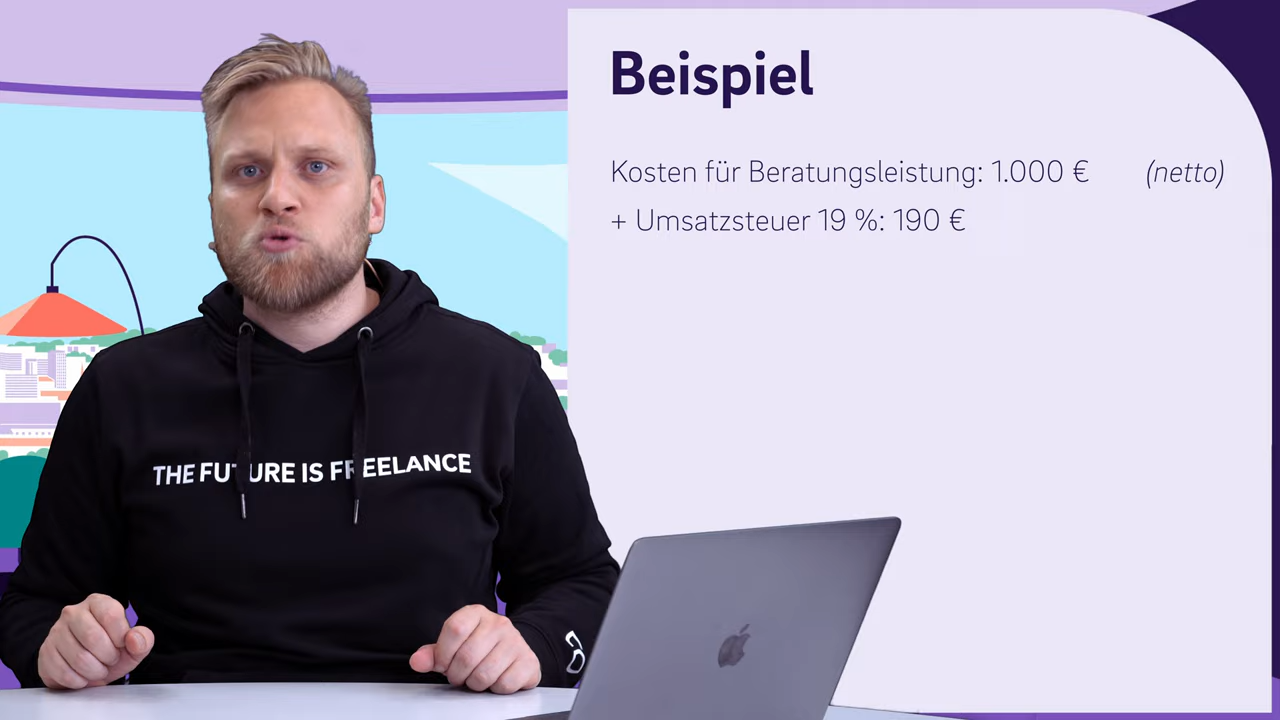 Beispiel
Kosten für Beratungsleistung: 1.000 € (netto)
+ Umsatzsteuer 19 %: 190 €
THE FUTURE IS FREELANCE